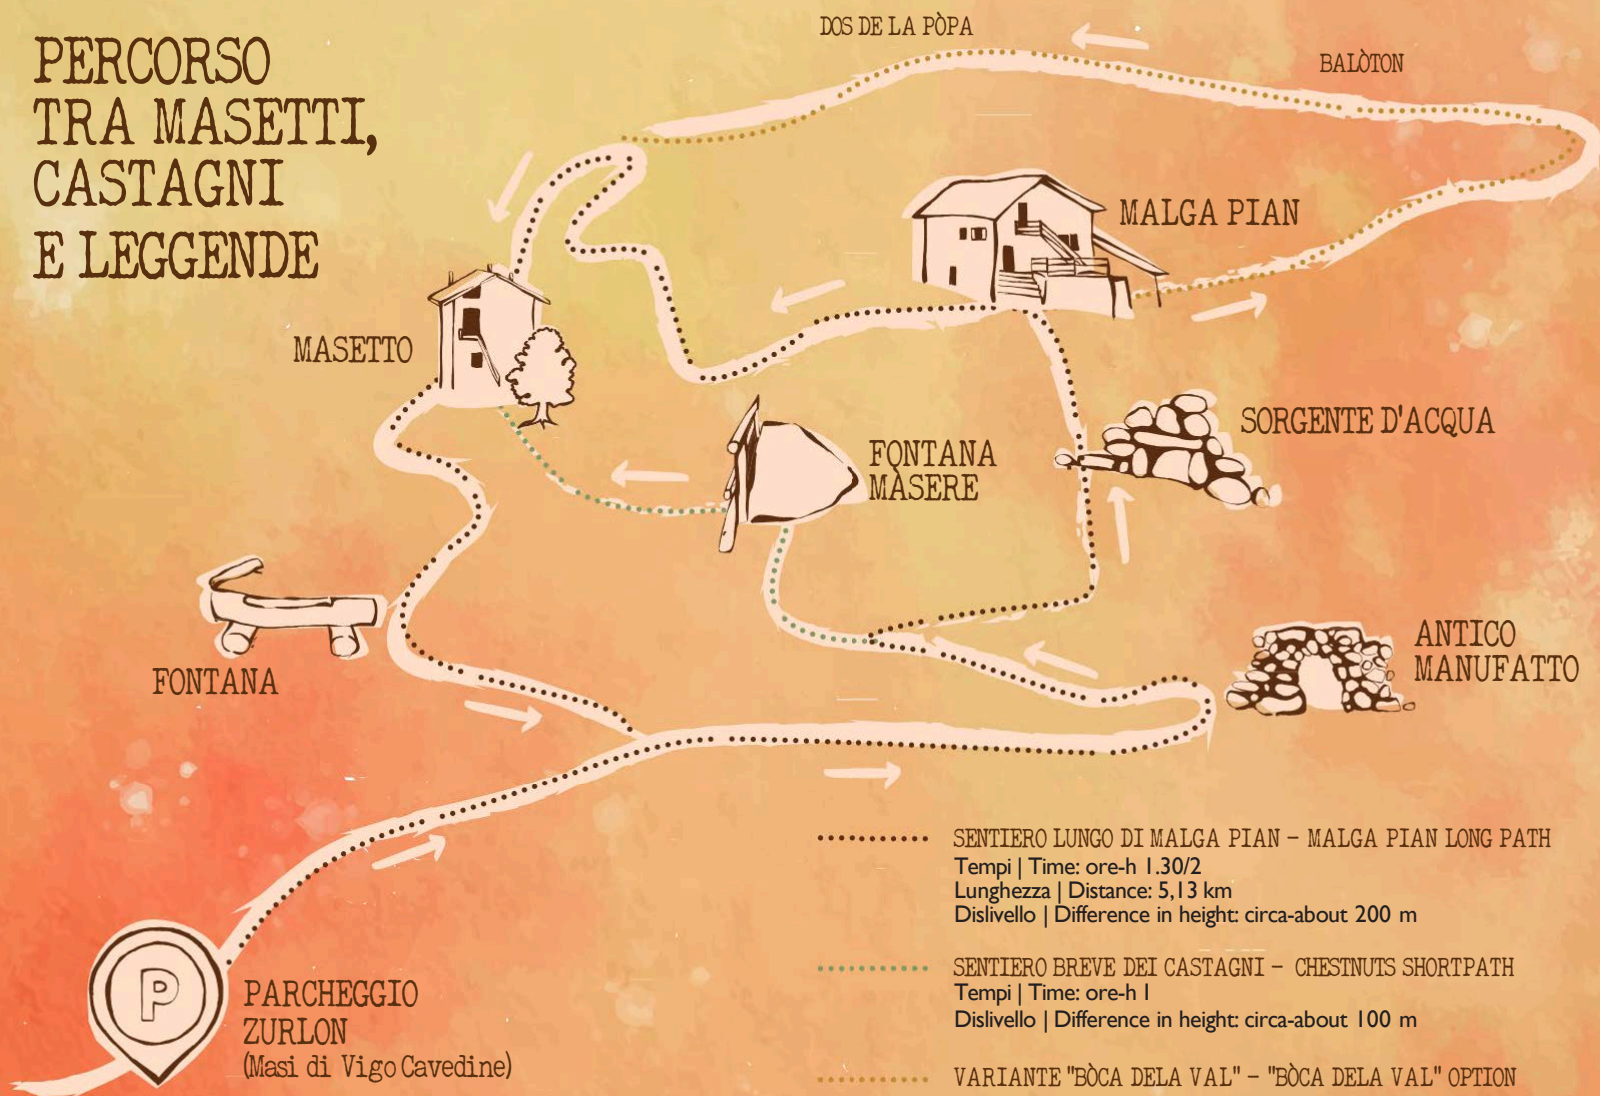 PERCORSO
TRA MASETTI,
CASTAGNI
E LEGGENDE
DOS DE LA PÒPA
BALÒTON
MALGA PIAN
MASETTO
SORGENTE D'ACQUA
FONTANA
MÀSERE
ANTICO
MANUFATTO
FONTANA
P
PARCHEGGIO
ZURLON
(Masi di Vigo Cavedine)
SENTIERO LUNGO DI MALGA PIAN - MALGA PIAN LONG PATH
Tempi | Time: ore-h 1.30/2
Lunghezza | Distance: 5,13 km
Dislivello | Difference in height: circa-about 200 m
SENTIERO BREVE DEI CASTAGNI - CHESTNUTS SHORTPATH
Tempi | Time: ore-h 1
Dislivello | Difference in height: circa-about 100 m
VARIANTE "BÒCA DELA VAL" - "BÒCA DELA VAL" OPTION